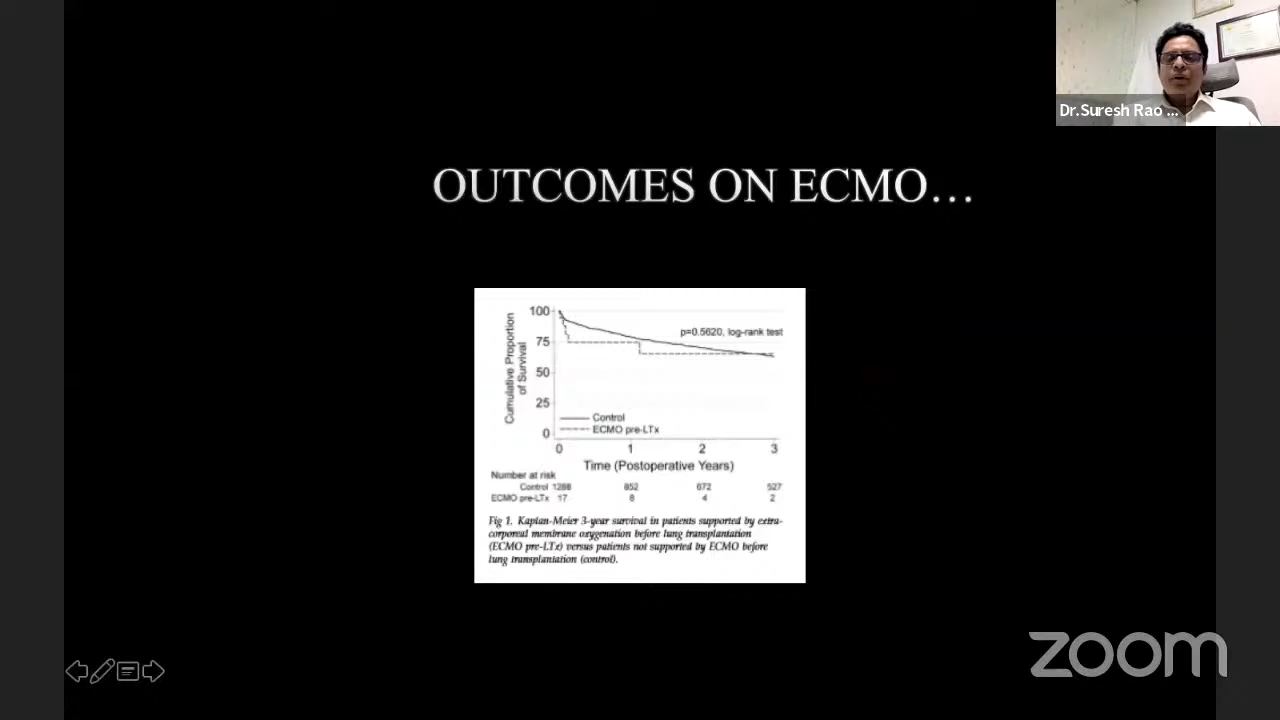 Dr.Suresh Rao ...
OUTCOMES ON ECMO...
Cumulative Proportion
of Survival
100
75
50
25
0
p=0.5620, log-rank test
Control
ECMO pre-LTx
0 1 2 3
Time (Postoperative Years)
Number at risk
Control 1288 852 672 527
ECMO pre-LTx 17 8 4 2
Fig 1. Kaplan-Meier 3-year survival in patients supported by extra-
corporeal membrane oxygenation before lung transplantation
(ECMO pre-LTx) versus patients not supported by ECMO before
lung transplantation (control).
zoom